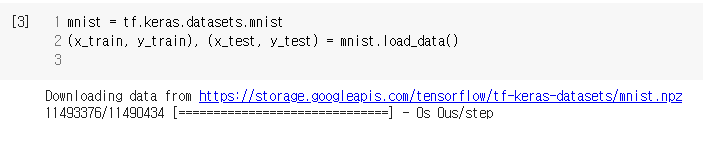 [3] 1 mnist = tf.keras.datasets.mnist
2 (x_train, y_train), (x_test, y_test) = mnist.load_data()
3
Downloading data from https://storage.googleapis.com/tensorflow/tf-keras-datasets/mnist.npz
11493376/11490434 [==============================] - 0s 0us/step